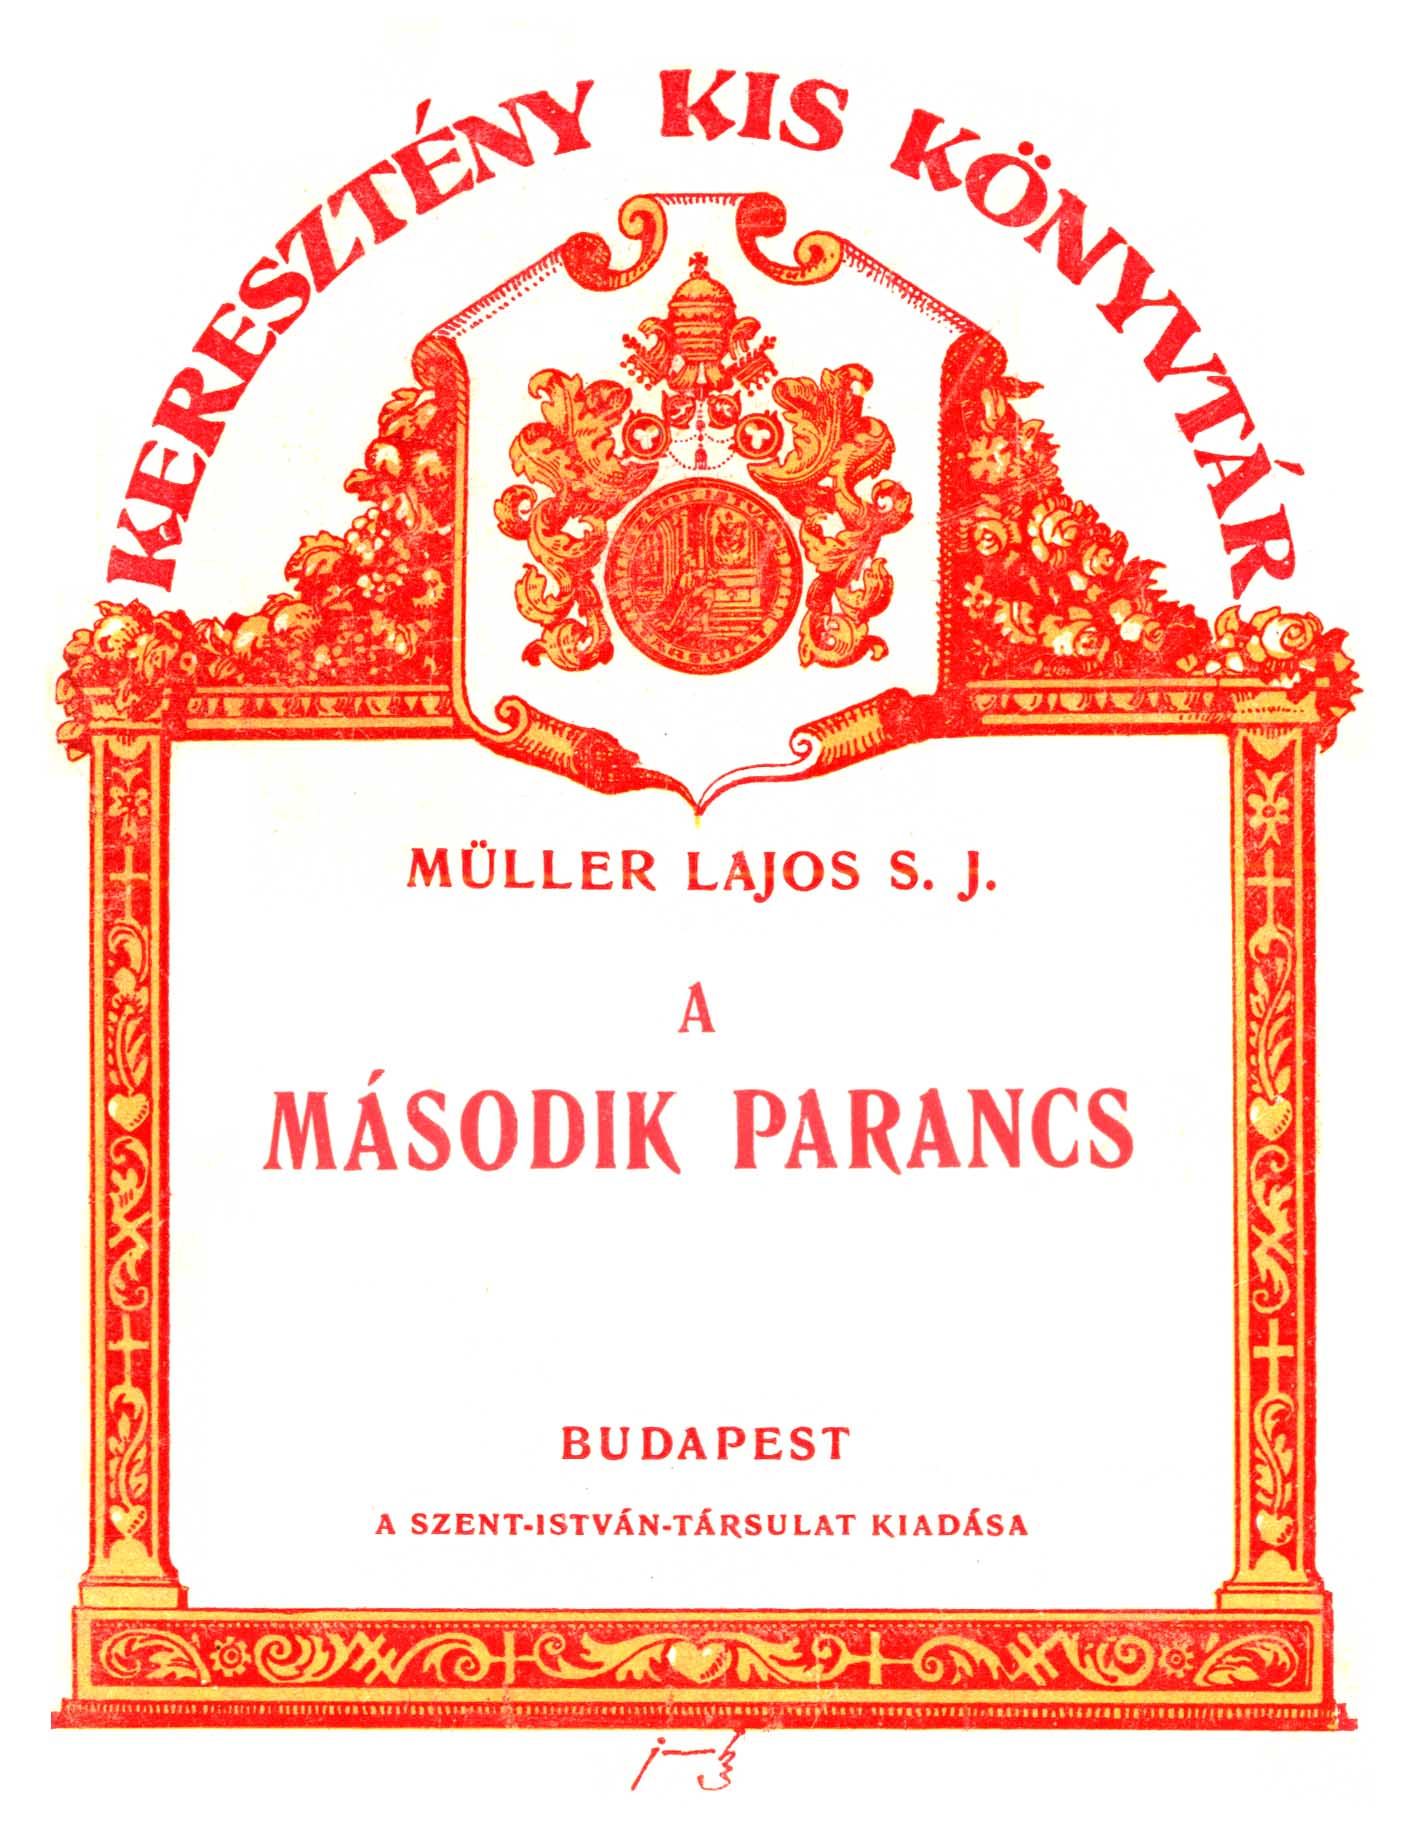 KERESZTÉNY KIS KÖNYVTÁR
MÜLLER LAJOS S. J.
A
MÁSODIK PARANCS
BUDAPEST
A SZENT-ISTVÁN-TÁRSULAT KIADÁSA